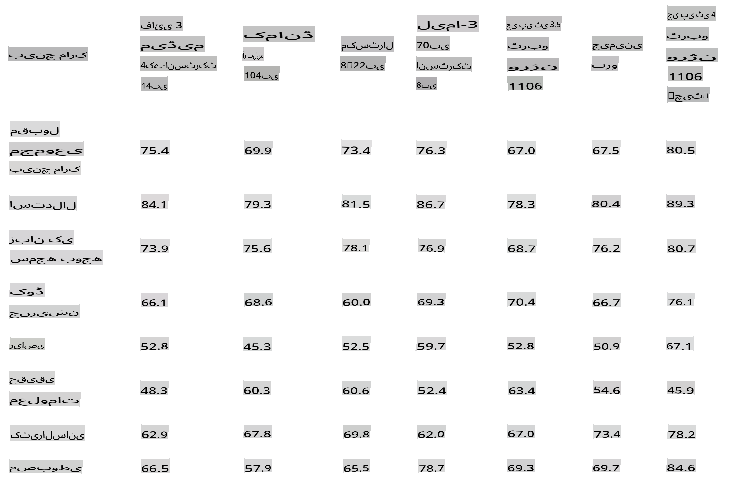 بینچ مارک
فائی 3
میڈیم
4کے-انسٹرکٹ
14بی
کمانڈ
104بی
مکسٹرال
لیما-3
70بی
انسٹرکٹ
8بی
جی پی ٹی 3.5
ٹربو
ورژن
1106
جیمینی
پرو
جی پی ٹی 4
ٹربو
ورژن
1106
مقبول
مجموعی
بینچ مارک
75.4 69.9 73.4 76.3 67.0 67.5 80.5
استدلال 84.1 79.3 81.5 86.7 78.3 80.4 89.3
زبان کی
سمجھ بوجھ
73.9 75.6 78.1 76.9 68.7 76.2 80.7
کوڈ
جنریشن
66.1 68.6 60.0 69.3 70.4 66.7 76.1
ریاضی 52.8 45.3 52.5 59.7 52.8 50.9 67.1
حقیقی
معلومات
48.3 60.3 60.6 52.4 63.4 54.6 45.9
کثیرالسانی 62.9 67.8 69.8 62.0 67.0 73.4 78.2
مضبوطی 66.5 57.9 65.5 78.7 69.3 69.7 84.6